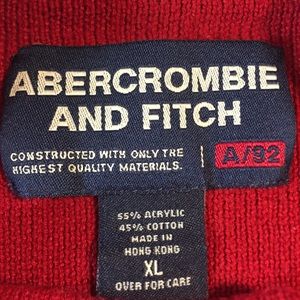 ABERCROMBIE
AND FITCH
CONSTRUCTED WITH ONLY THE
HIGHEST QUALITY MATERIALS.
A/92
55% ACRYLIC
45% COTTON
MADE IN
HONG KONG
XL
OVER FOR CARE